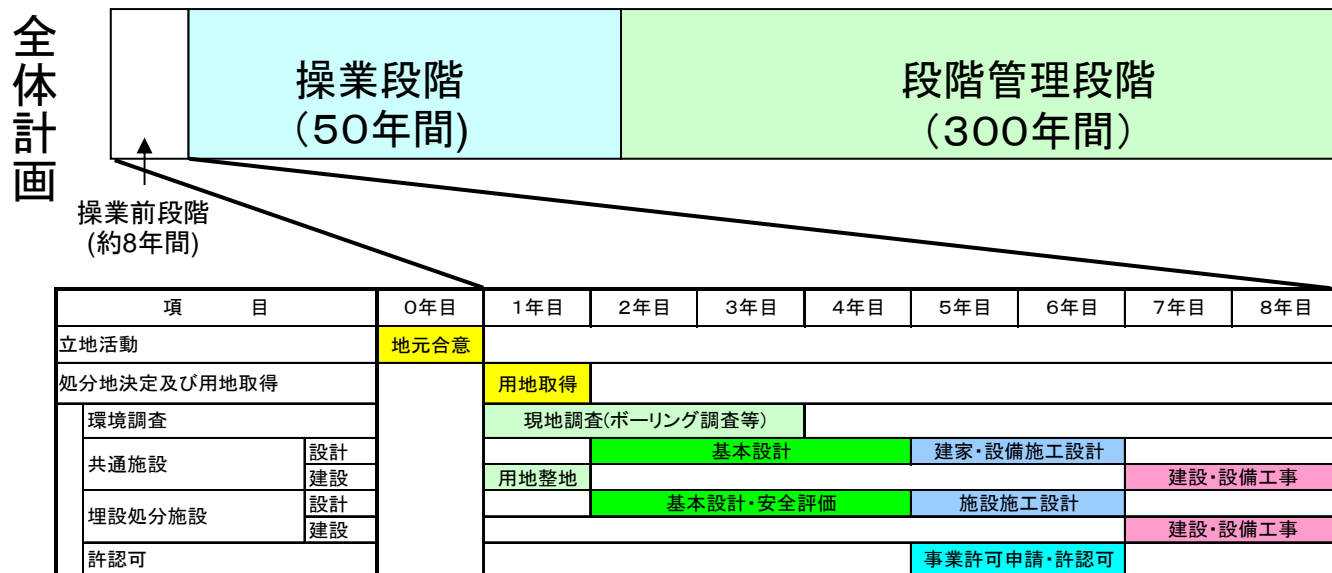 全体計画
操業段階
（５０年間)
段階管理段階
（３００年間）
操業前段階
(約8年間)
項　目 0年目 1年目 2年目 3年目 4年目 5年目 6年目 7年目 8年目
立地活動 地元合意
処分地決定及び用地取得 用地取得
環境調査 現地調査(ボーリング調査等)
共通施設 設計 基本設計 建家・設備施工設計
建設 用地整地 建設・設備工事
埋設処分施設 設計 基本設計・安全評価 施設施工設計
建設 建設・設備工事
許認可 事業許可申請・許認可